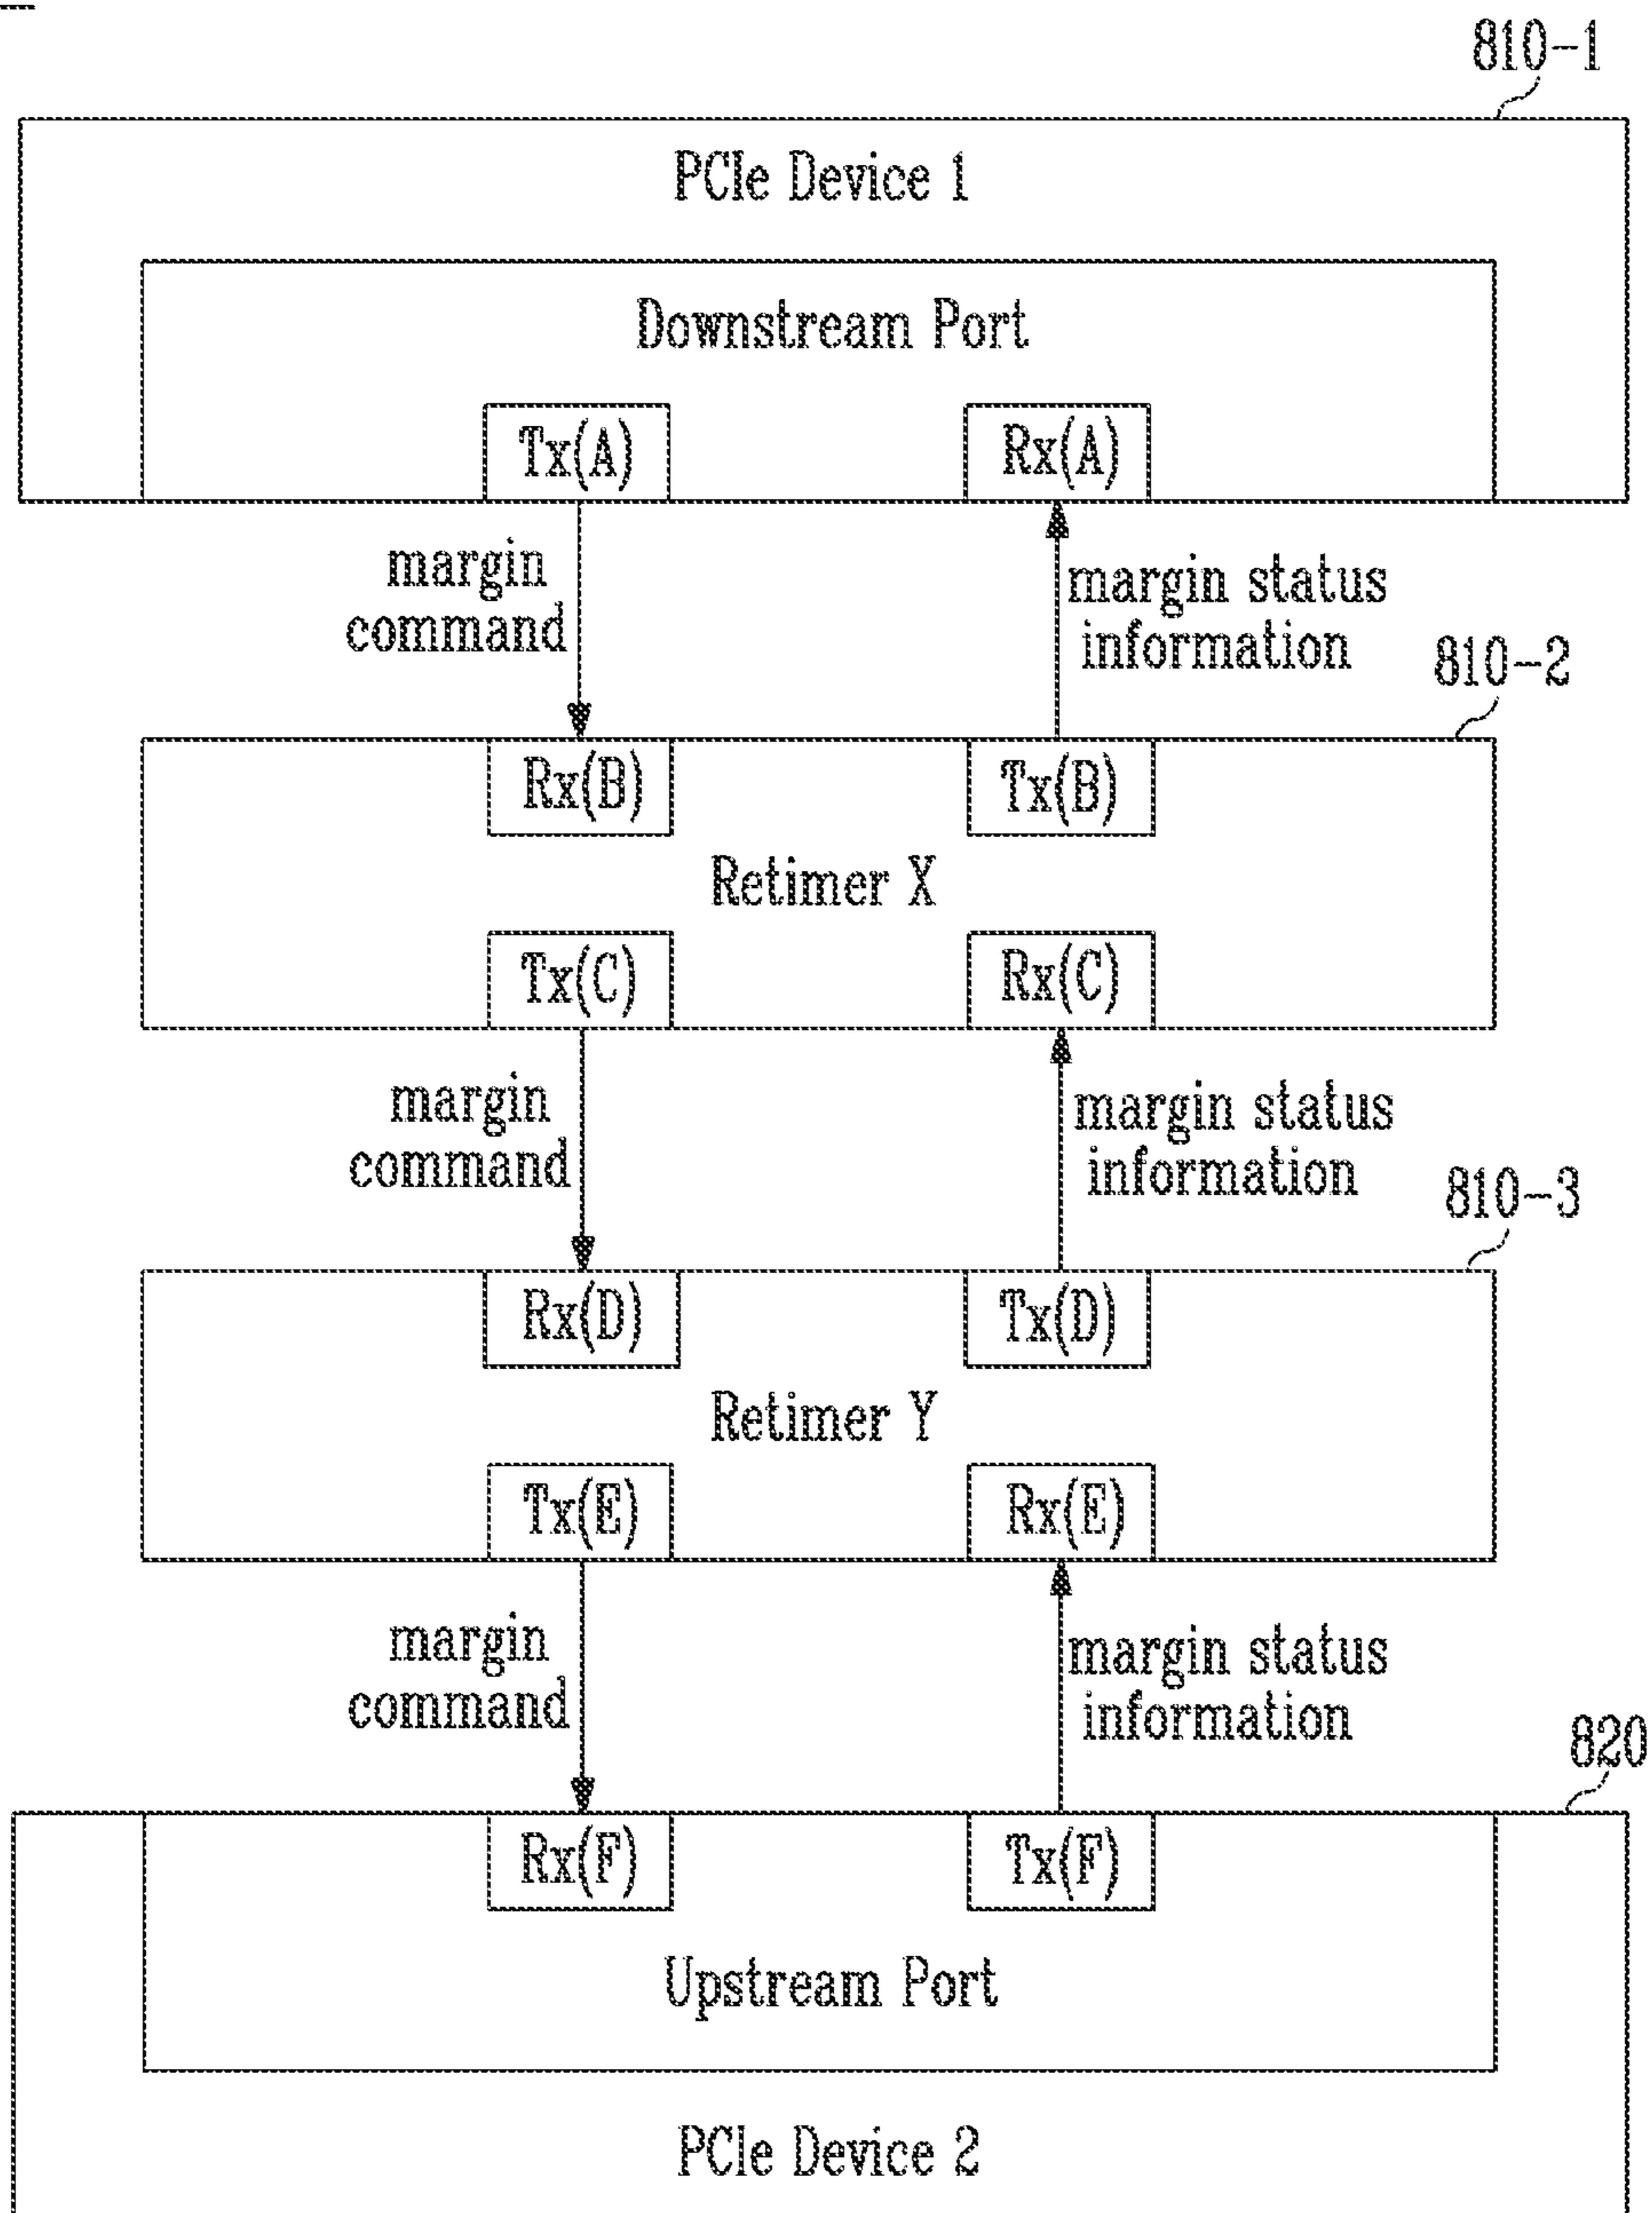 810-1
PCIe Device 1
Downstream Port
Tx(A) Rx(A)
margin
command
margin status
information
810-2
Rx(B) Tx(B)
Retimer X
Tx(C) Rx(C)
margin
command
margin status
information
810-3
Rx(D) Tx(D)
Retimer Y
Tx(E) Rx(E)
margin
command
margin status
information
820
Rx(F) Tx(F)
Upstream Port
PCIe Device 2